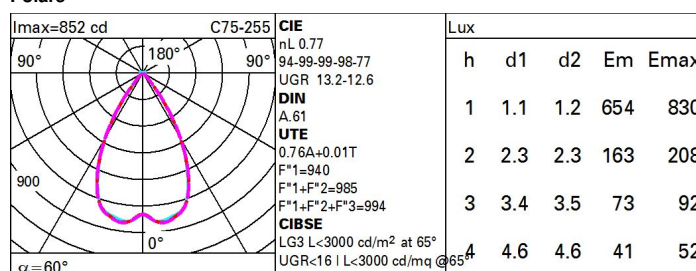 Imax=852 cd C75-255
90° 180° 90°
900
0°
α=60°
CIE
nL 0.77
94-99-99-98-77
UGR 13.2-12.6
DIN
A.61
UTE
0.76A+0.01T
F"1=940
F"1+F"2=985
F"1+F"2+F"3=994
CIBSE
LG3 L<3000 cd/m² at 65°
UGR<16 | L<3000 cd/mq @65°
Lux
h d1 d2 Em Emax
1 1.1 1.2 654 830
2 2.3 2.3 163 208
3 3.4 3.5 73 92
4 4.6 4.6 41 52